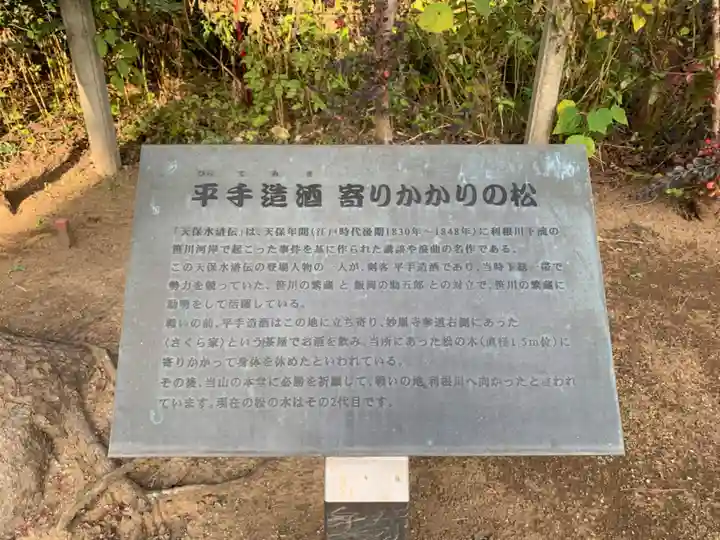 ひら て み き
平手造酒 寄りかかりの松
「天保水滸伝」は、天保年間(江戸時代後期1830年〜1848年)に利根川下流の
笹川河岸で起こった事件を基に作られた講談や浪曲の名作である。
この天保水滸伝の登場人物の一人が、剣客 平手造酒であり、当時下総一帯で
勢力を競っていた、笹川の繁蔵 と 飯岡の助五郎 との対立で、笹川の繁蔵に
助勢をして活躍している。
戦いの前、平手造酒はこの地に立ち寄り、妙薬寺参道右側にあった
(さくら家)という茶屋でお酒を飲み、当所にあった松の木(直径1.5m位)に
寄りかかって身体を休めたといわれている。
その後、当山の本堂に必勝を祈願して、戦いの地、利根川へ向かったと言われ
ています。現在の松の木はその2代目です。